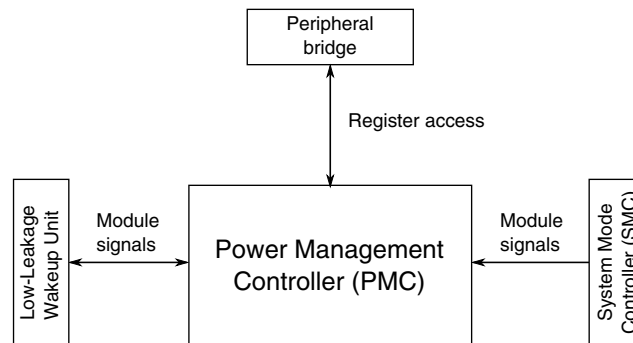 Peripheral
bridge
Register access
Low-Leakage
Wakeup Unit
Module
signals
Power Management
Controller (PMC)
Module
signals
System Mode
Controller (SMC)